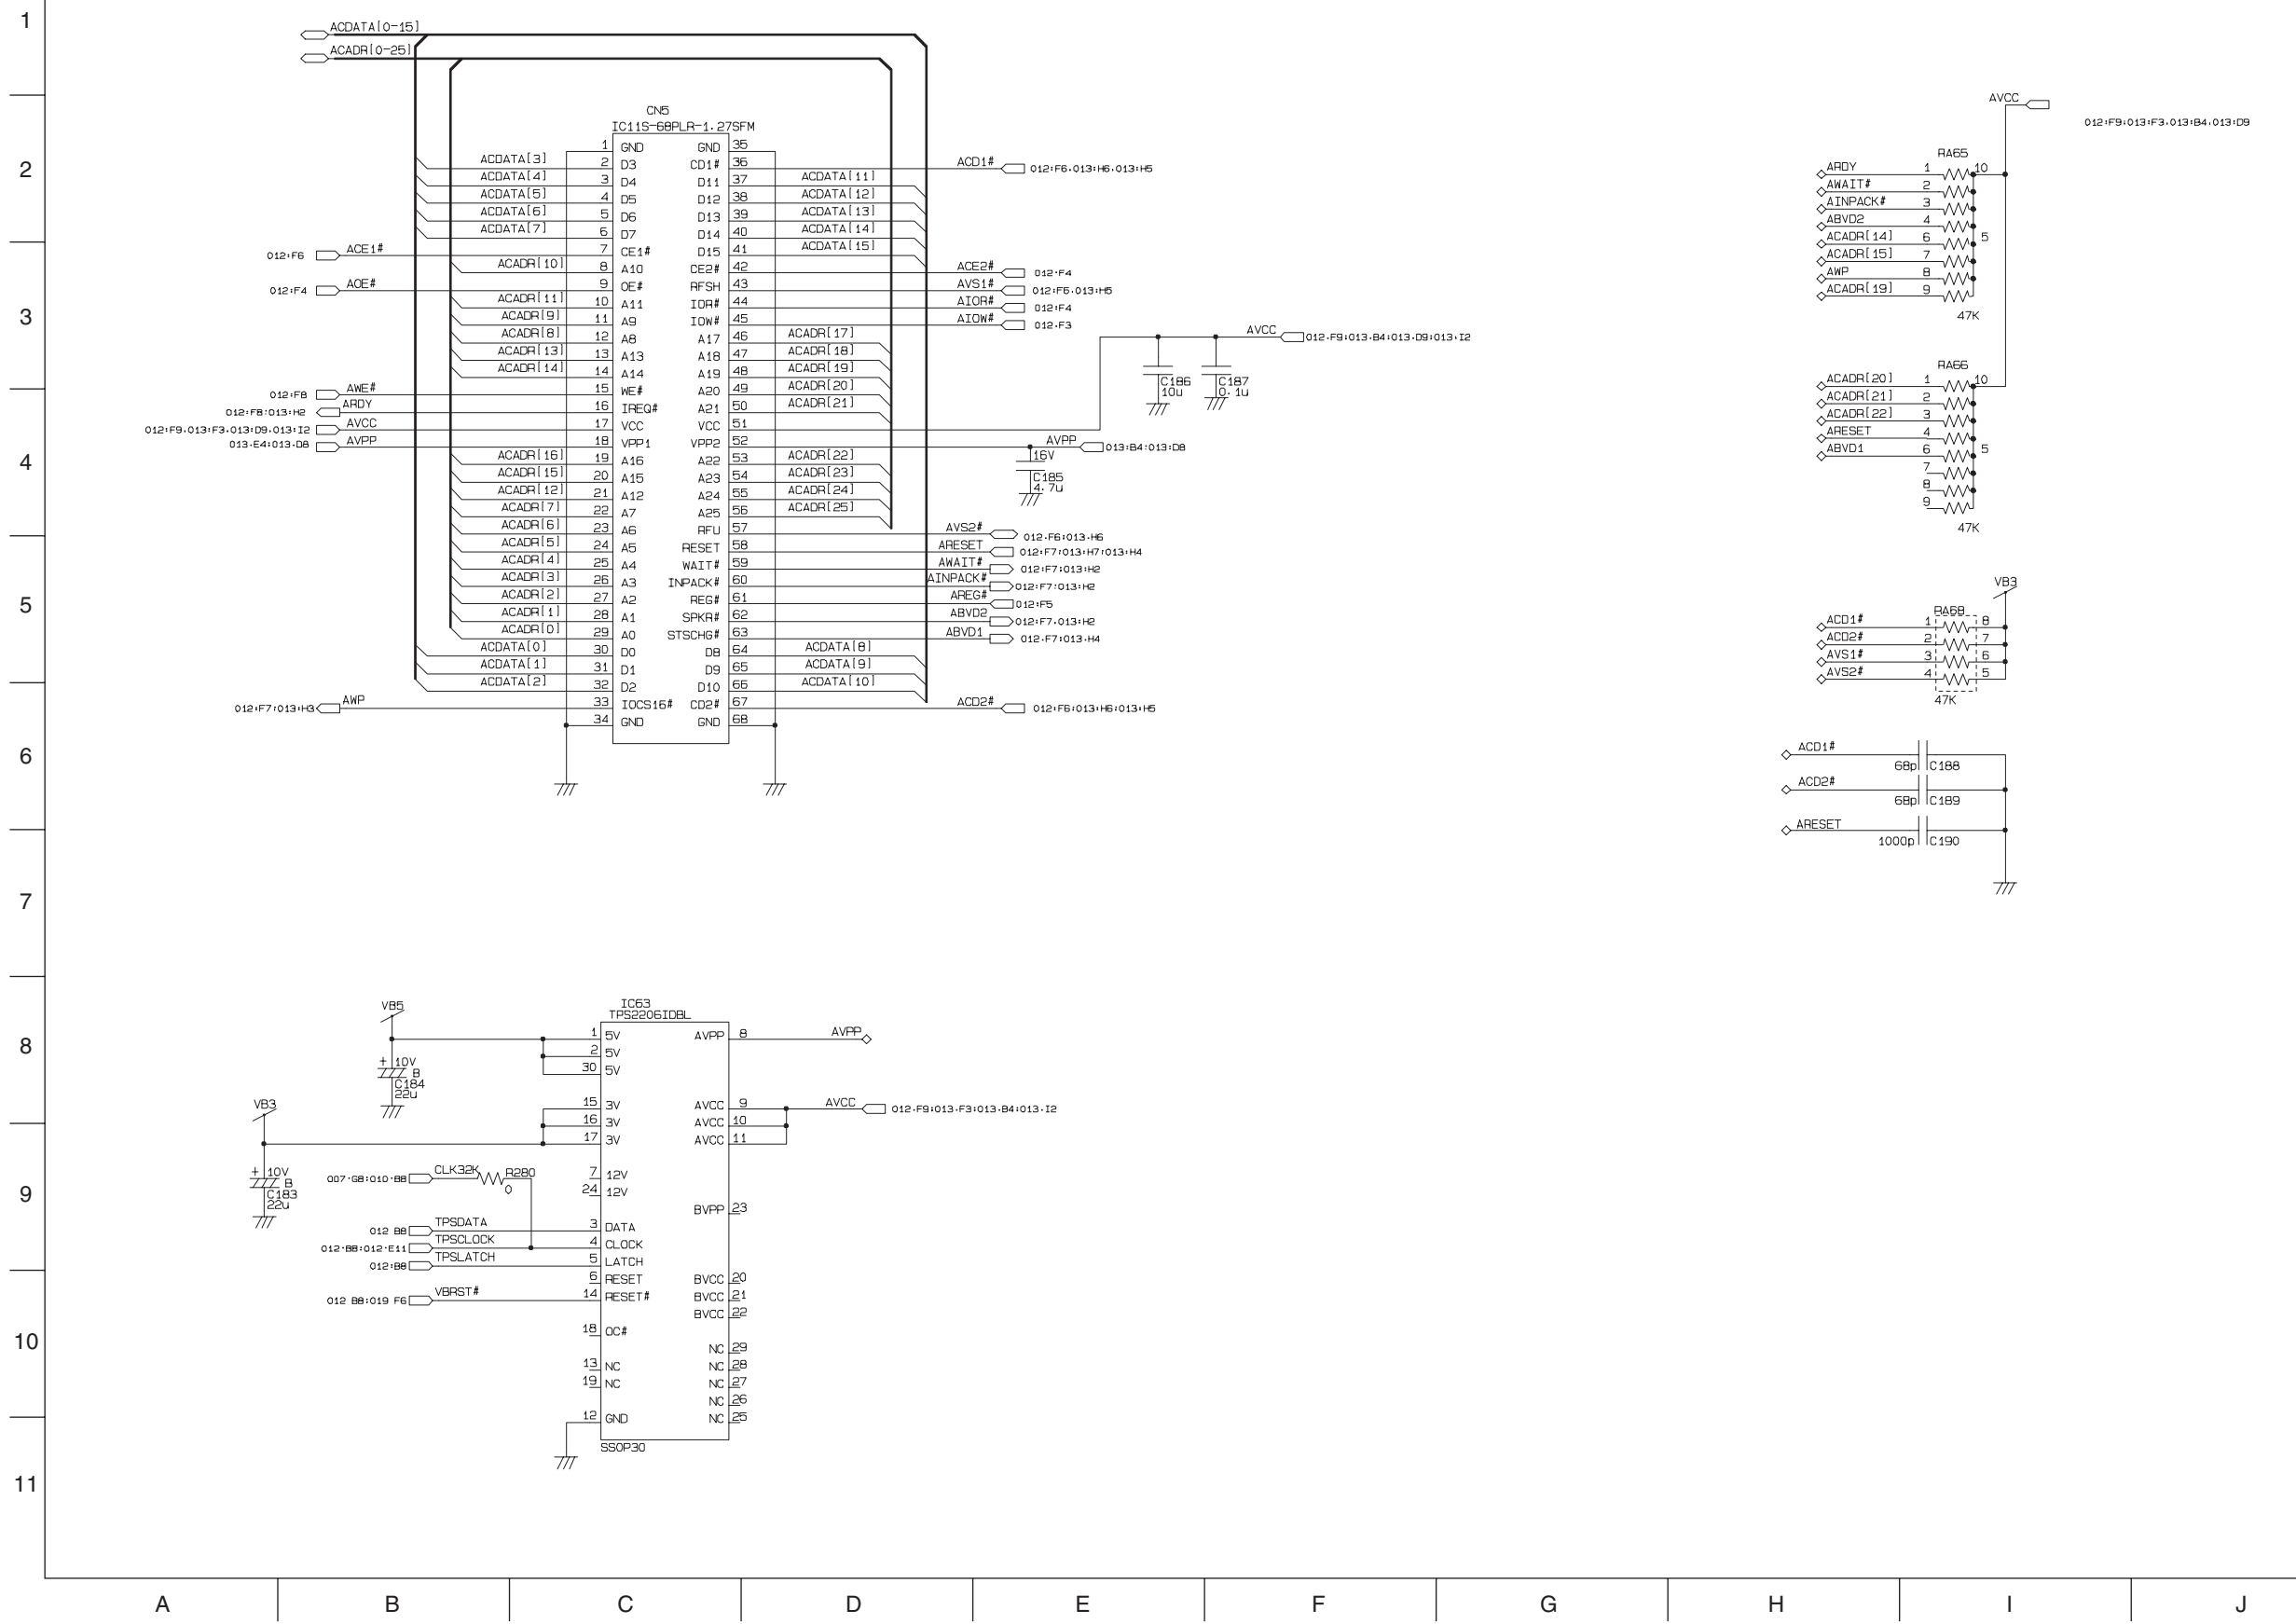 1
ACDATA[0-15]
ACADR[0-25]
2
CN5
IC11S-68PLR-1.27SFM
1 GND GND 35
ACDATA[3] 2 D3 CD1# 36 ACD1# 012:F6.013:H6.013:H5
ACDATA[4] 3 D4 D11 37 ACDATA[11]
ACDATA[5] 4 D5 D12 38 ACDATA[12]
ACDATA[6] 5 D6 D13 39 ACDATA[13]
ACDATA[7] 6 D7 D14 40 ACDATA[14]
012:F6 ACE1# 7 CE1# D15 41 ACDATA[15]
ACADR[10] 8 A10 CE2# 42 ACE2# 012:F4
012:F4 AOE# 9 OE# RFSH 43 AVS1# 012:F6.013:H5
3
ACADR[11] 10 A11 IOR# 44 AIOR# 012:F4
ACADR[9] 11 A9 IOW# 45 AIOW# 012.F3
ACADR[8] 12 A8 A17 46 ACADR[17]
ACADR[13] 13 A13 A18 47 ACADR[18]
ACADR[14] 14 A14 A19 48 ACADR[19]
012:F8 AWE# 15 WE# A20 49 ACADR[20]
012:F8:013:H2 ARDY 16 IREQ# A21 50 ACADR[21]
012:F9.013:F3.013:D9.013:I2 AVCC 17 VCC VCC 51
013.E4:013.D8 AVPP 18 VPP1 VPP2 52 AVPP 013:B4:013:D8
4
ACADR[16] 19 A16 A22 53 ACADR[22]
ACADR[15] 20 A15 A23 54 ACADR[23]
ACADR[12] 21 A12 A24 55 ACADR[24]
ACADR[7] 22 A7 A25 56 ACADR[25]
ACADR[6] 23 A6 RFU 57 AVS2# 012.F6:013.H6
ACADR[5] 24 A5 RESET 58 ARESET 012:F7:013:H7:013:H4
ACADR[4] 25 A4 WAIT# 59 AWAIT# 012:F7:013:H2
ACADR[3] 26 A3 INPACK# 60 AINPACK# 012:F7:013:H2
ACADR[2] 27 A2 REG# 61 AREG# 012:F5
5
ACADR[1] 28 A1 SPKR# 62 ABVD2 012:F7.013:H2
ACADR[0] 29 A0 STSCHG# 63 ABVD1 012.F7:013.H4
ACDATA[0] 30 D0 D8 64 ACDATA[8]
ACDATA[1] 31 D1 D9 65 ACDATA[9]
ACDATA[2] 32 D2 D10 66 ACDATA[10]
012:F7:013:H3 AWP 33 IOCS16# CD2# 67 ACD2# 012:F6:013:H6:013:H5
34 GND GND 68
AVCC 012.F9:013.B4:013.D9:013.I2
C186
10u
C187
0.1u
16V
C185
4.7u
AVCC
012:F9:013:F3.013:B4.013:D9
RA65
ARDY 1 10
AWAIT# 2
AINPACK# 3
ABVD2 4
ACADR[14] 6 5
ACADR[15] 7
AWP 8
ACADR[19] 9
47K
RA66
ACADR[20] 1 10
ACADR[21] 2
ACADR[22] 3
ARESET 4
ABVD1 6 5
7
8
9
47K
VB3
RA68
ACD1# 1 8
ACD2# 2 7
AVS1# 3 6
AVS2# 4 5
47K
6
ACD1# 68p C188
ACD2# 68p C189
ARESET 1000p C190
7
8
VB5
+ 10V
B
C184
22u
VB3
+ 10V
B
C183
22u
IC63
TPS2206IDBL
1 5V AVPP 8 AVPP
2 5V
30 5V
15 3V AVCC 9 AVCC 012.F9:013.F3:013.B4:013.I2
16 3V AVCC 10
17 3V AVCC 11
9
007.G8:010.B8 CLK32K R280
0
7 12V
24 12V
BVPP 23
012 B8 TPSDATA 3 DATA
012.B8:012.E11 TPSCLOCK 4 CLOCK
012:B8 TPSLATCH 5 LATCH
6 RESET BVCC 20
012 B8:019 F6 VBRST# 14 RESET# BVCC 21
BVCC 22
10
18 OC#
NC 29
13 NC NC 28
19 NC NC 27
NC 26
12 GND NC 25
SSOP30
11
A B C D E F G H I J